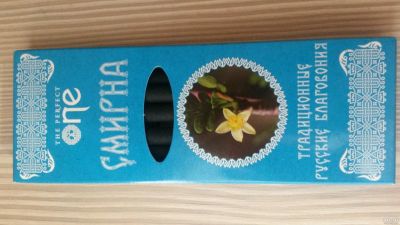 THE PERFECT
One
СМИРНА
ТРАДИЦИОННЫЕ
РУССКИЕ БЛАГОВОНИЯ